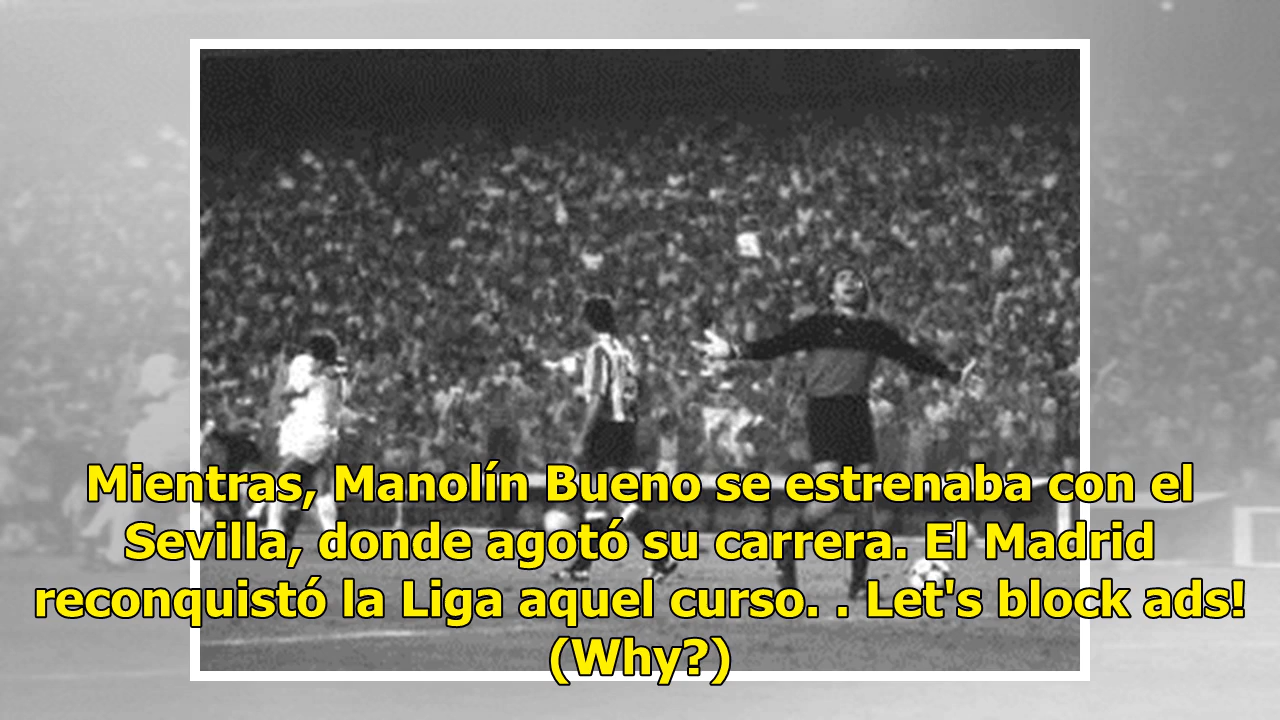 Mientras, Manolín Bueno se estrenaba con el
Sevilla, donde agotó su carrera. El Madrid
reconquistó la Liga aquel curso. . Let's block ads!
(Why?)